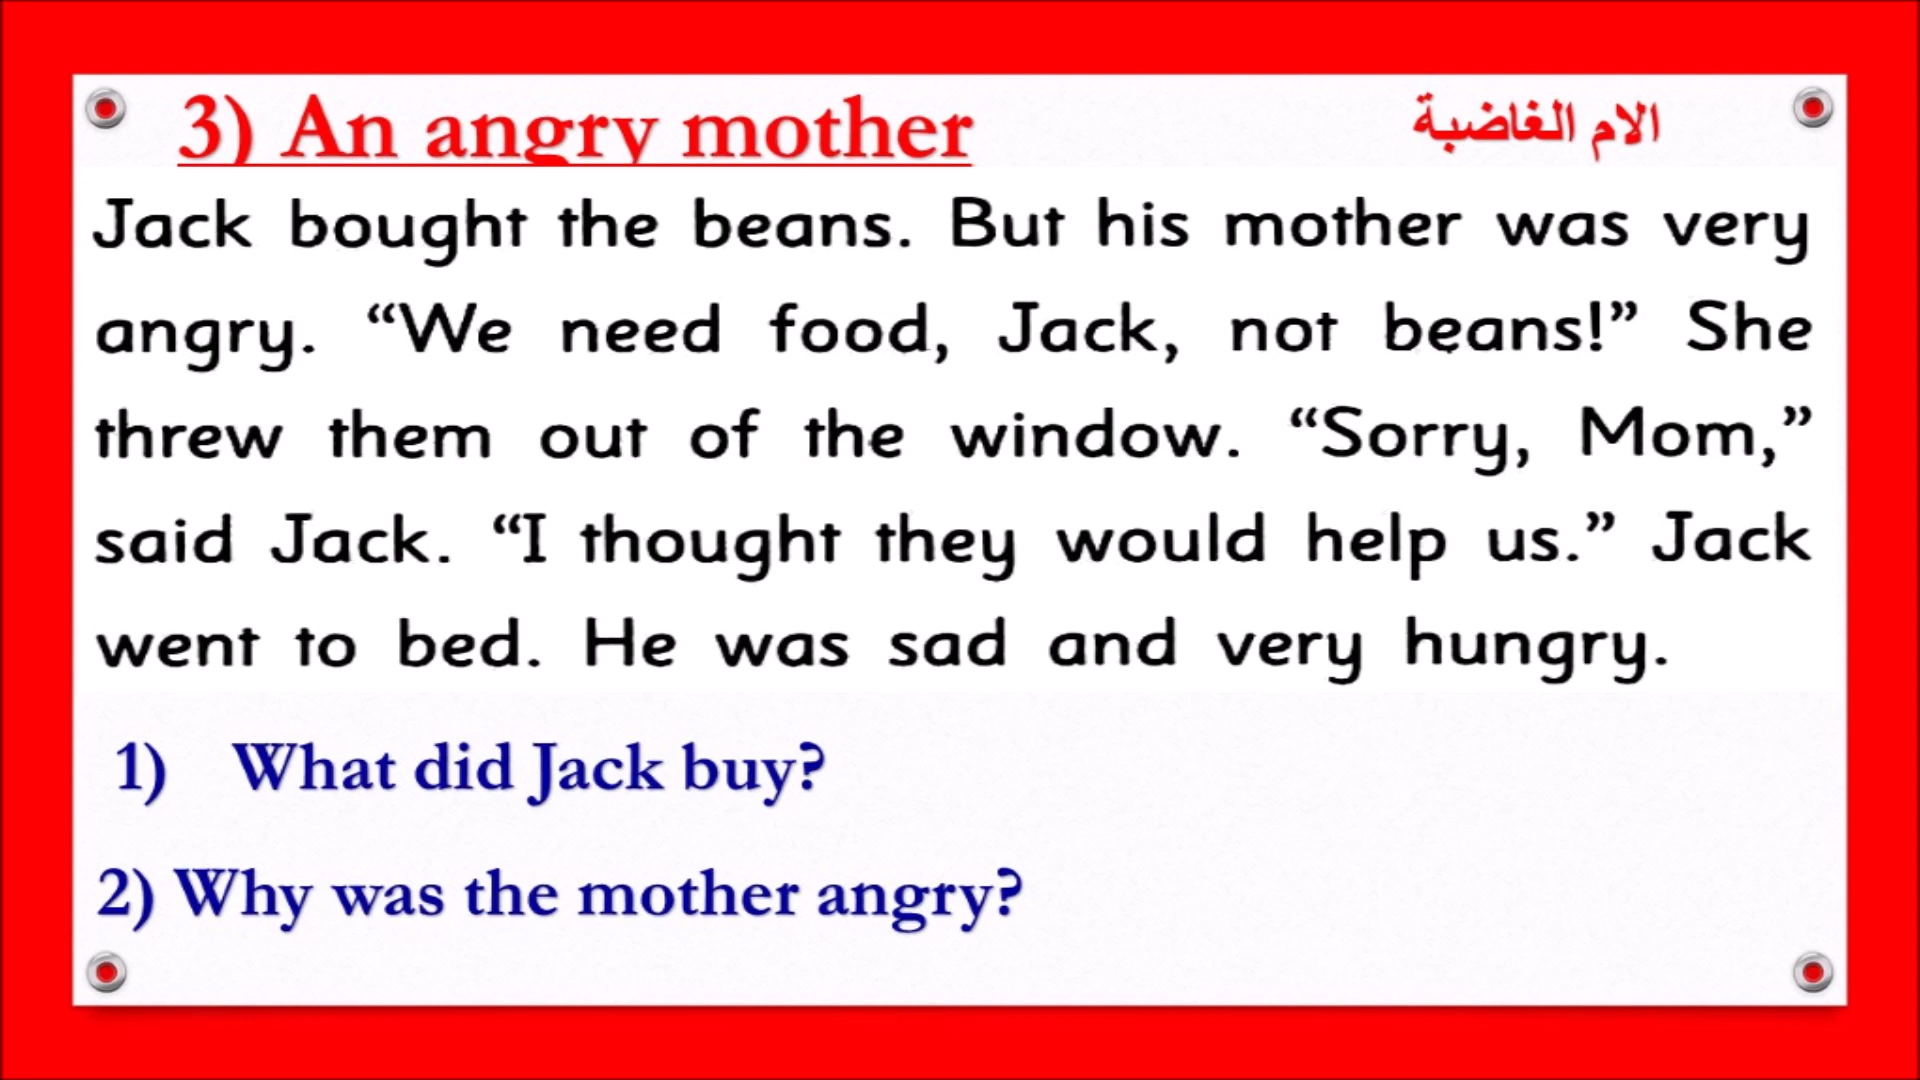 3) An angry mother
الام الغاضبة
Jack bought the beans. But his mother was very
angry. “We need food, Jack, not beans!” She
threw them out of the window. “Sorry, Mom,”
said Jack. “I thought they would help us.” Jack
went to bed. He was sad and very hungry.
1) What did Jack buy?
2) Why was the mother angry?